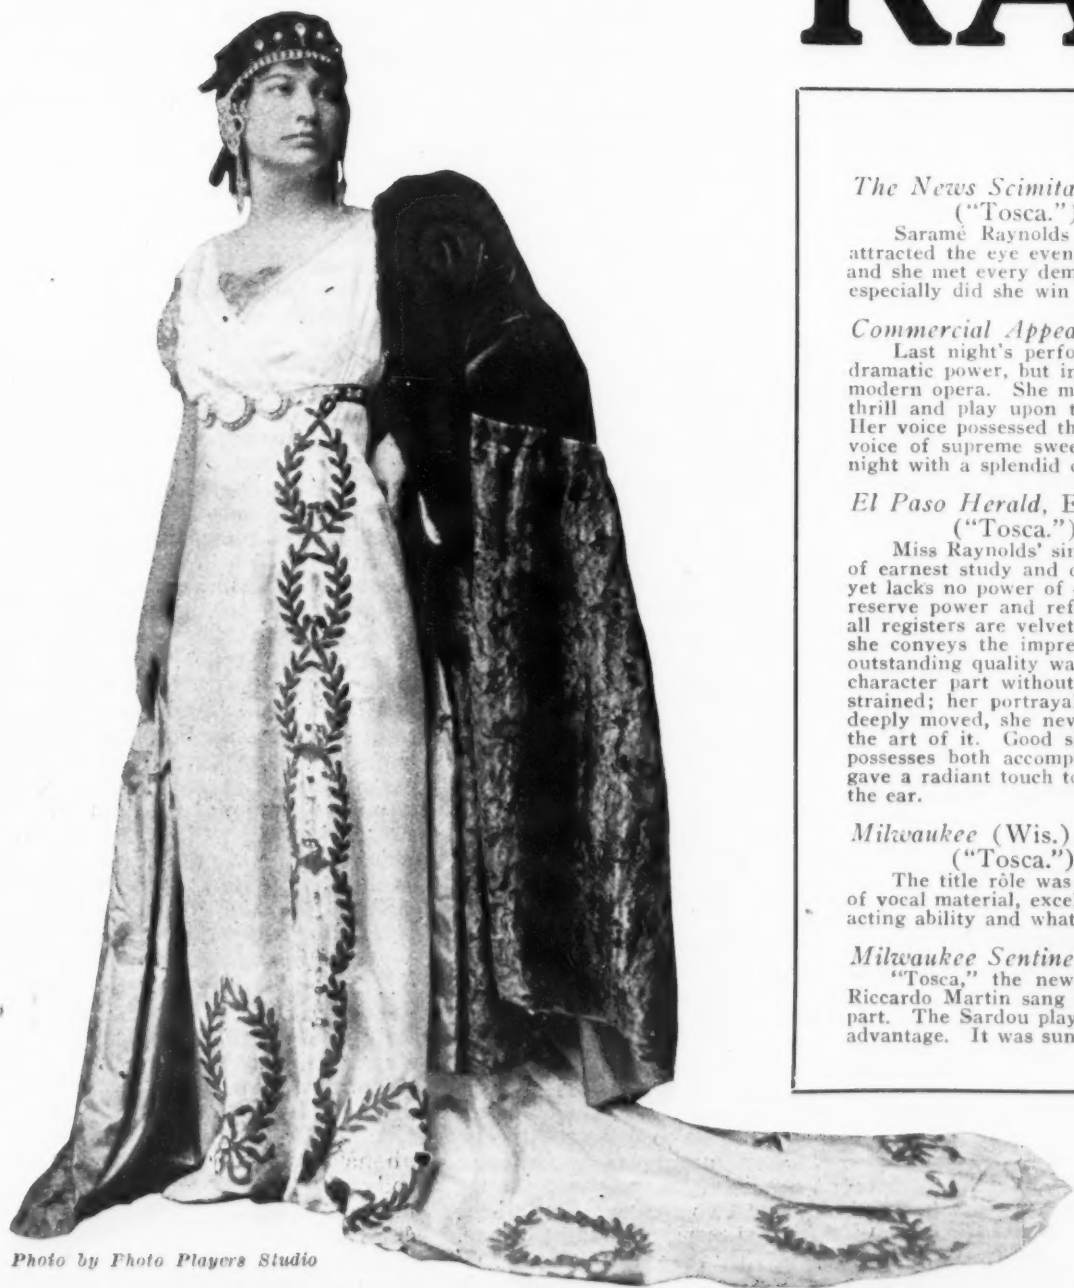 RA
The News Scimita
("Tosca.")
Saramé Raynolds
attracted the eye even
and she met every dem
especially did she win
Commercial Appea
Last night's perfo
dramatic power, but in
modern opera. She m
thrill and play upon t
Her voice possessed th
voice of supreme swee
night with a splendid
El Paso Herald, E
("Tosca.")
Miss Raynolds' sin
of earnest study and
yet lacks no power of
reserve power and ref
all registers are velvet
she conveys the impre
outstanding quality wa
character part without
strained; her portrayal
deeply moved, she nev
the art of it. Good s
possesses both accomp
gave a radiant touch to
the ear.
Milwaukee (Wis.)
("Tosca.")
The title rôle was
of vocal material, excel
acting ability and what
Milwaukee Sentine
"Tosca," the new
Riccardo Martin sang
part. The Sardou play
advantage. It was sun
Photo by Photo Players Studio